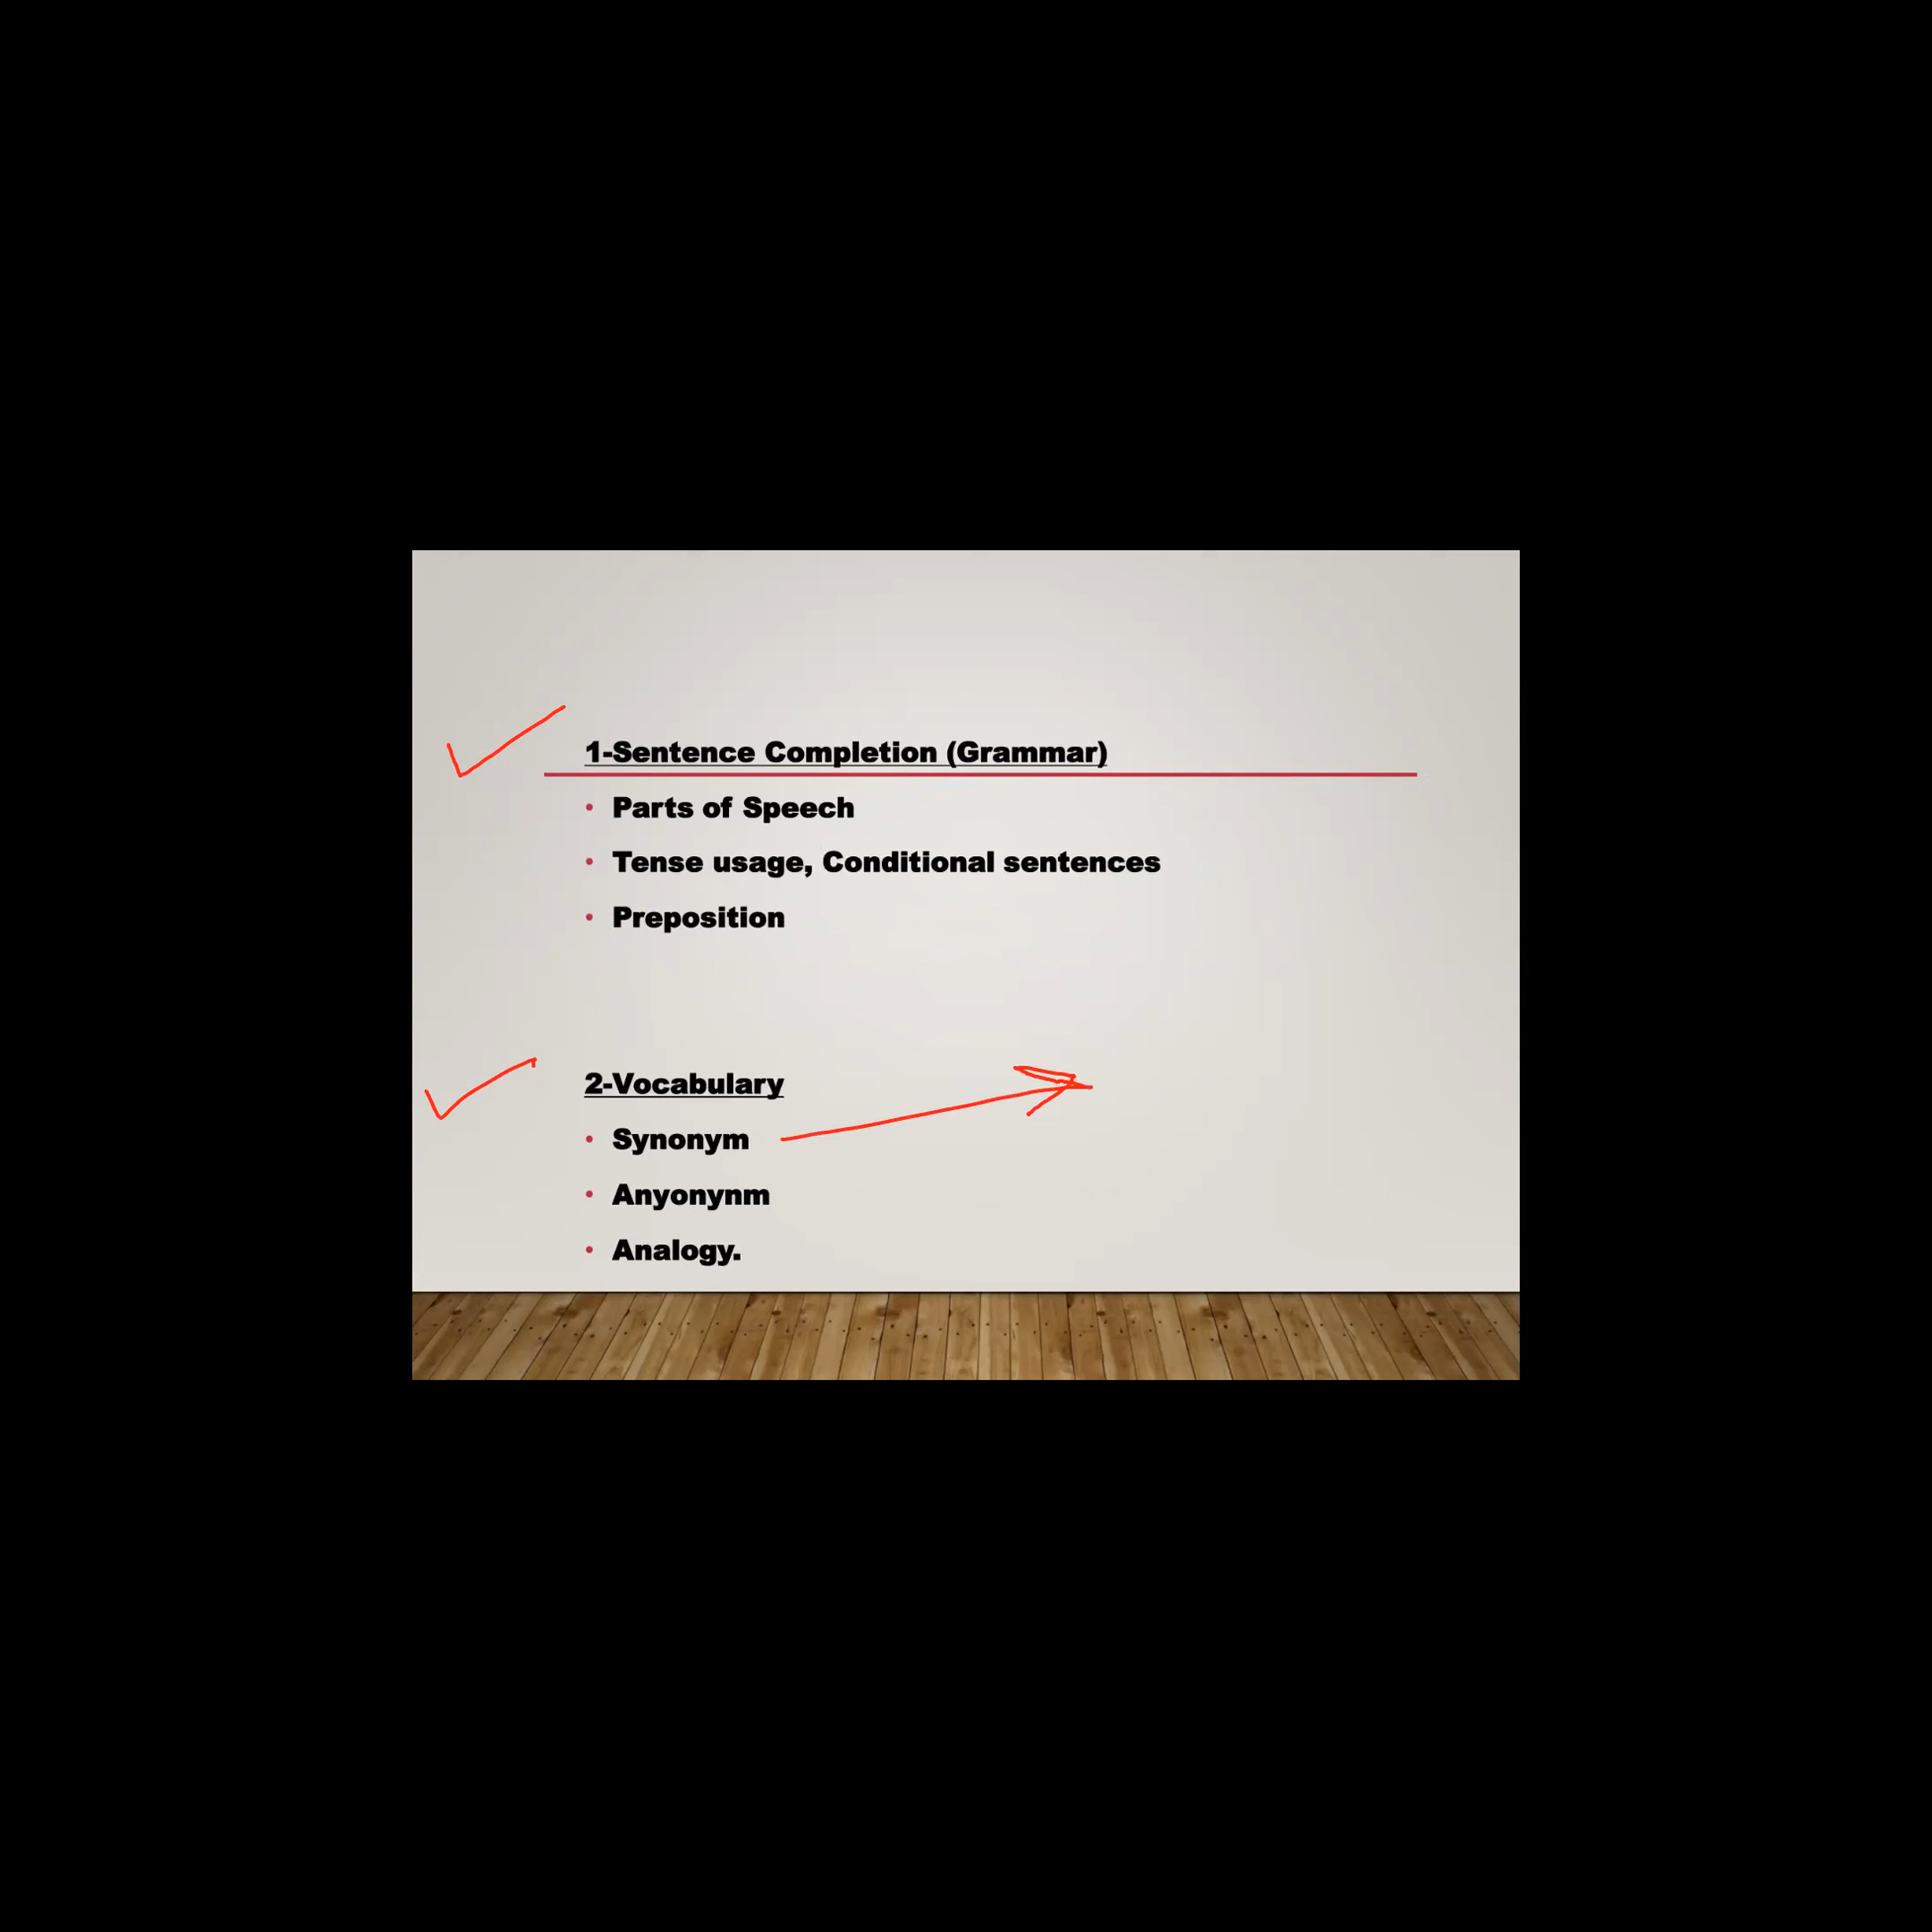 1-Sentence Completion (Grammar)
• Parts of Speech
• Tense usage, Conditional sentences
• Preposition
2-Vocabulary
• Synonym
• Anyonynm
• Analogy.